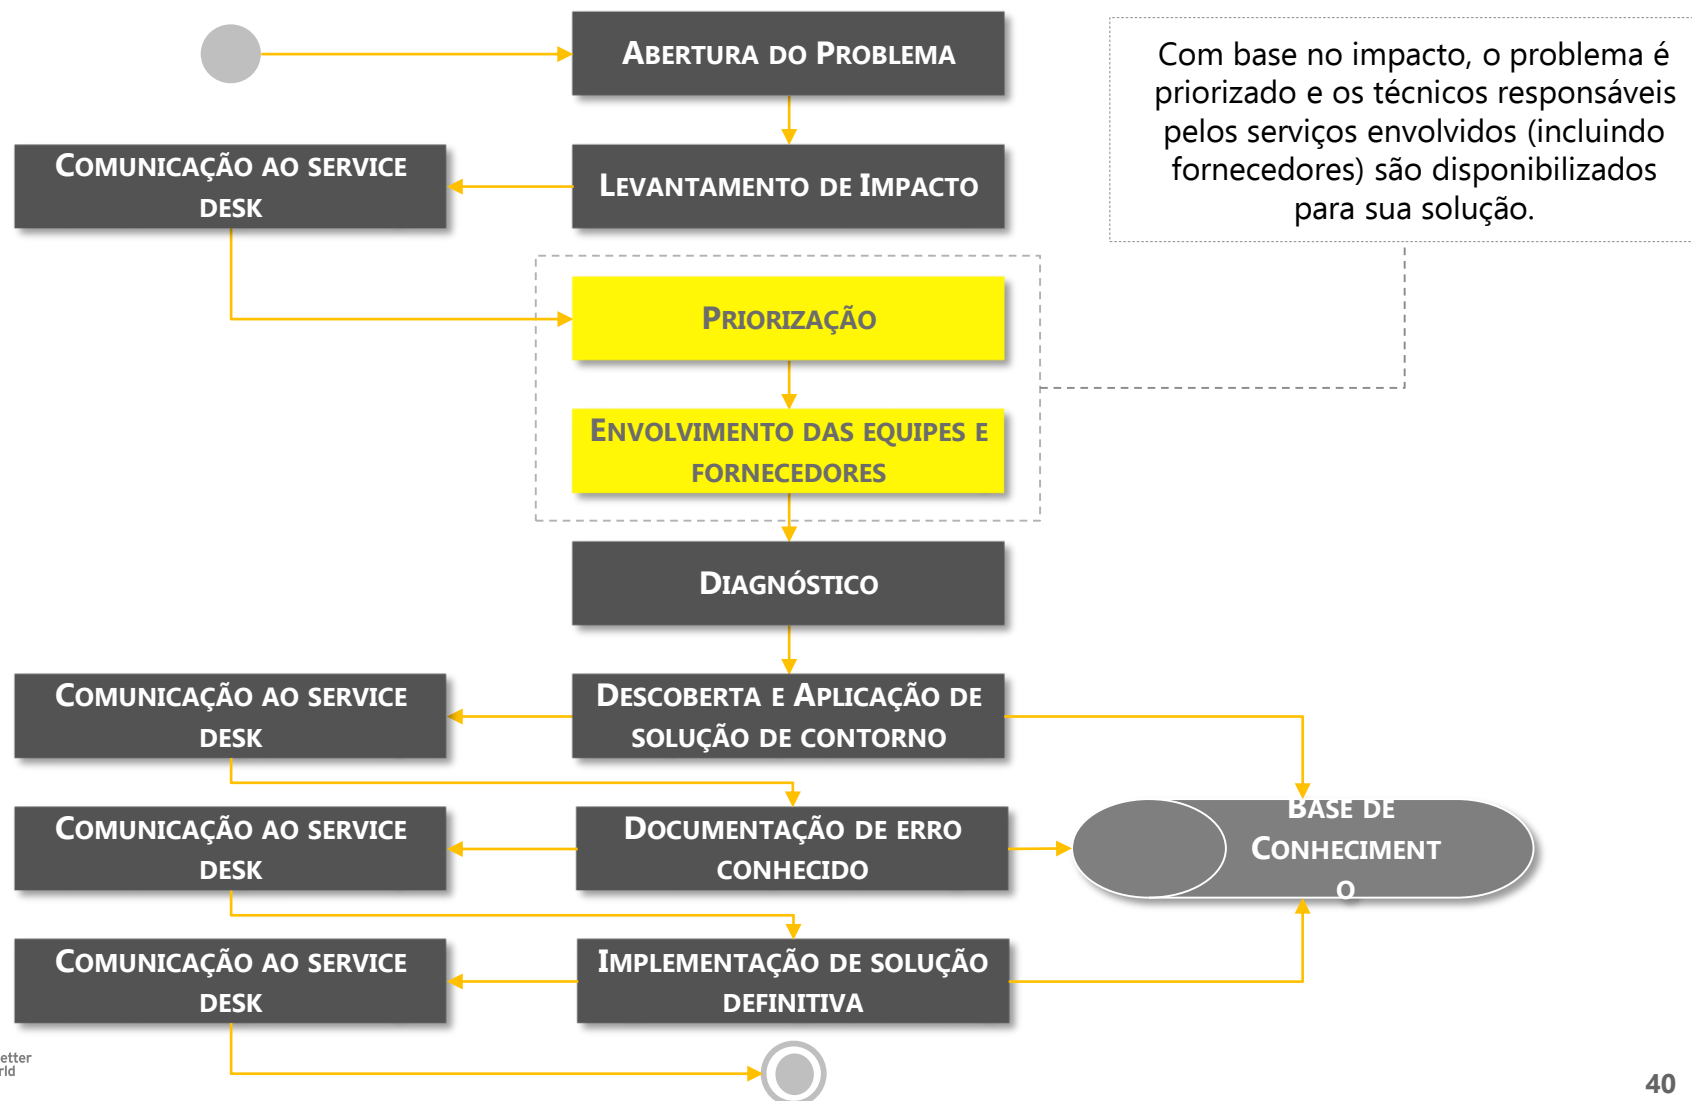 ABERTURA DO PROBLEMA
Com base no impacto, o problema é
priorizado e os técnicos responsáveis
pelos serviços envolvidos (incluindo
fornecedores) são disponibilizados
para sua solução.
COMUNICAÇÃO AO SERVICE
DESK
LEVANTAMENTO DE IMPACTO
PRIORIZAÇÃO
ENVOLVIMENTO DAS EQUIPES E
FORNECEDORES
DIAGNÓSTICO
COMUNICAÇÃO AO SERVICE
DESK
DESCOBERTA E APLICAÇÃO DE
SOLUÇÃO DE CONTORNO
COMUNICAÇÃO AO SERVICE
DESK
DOCUMENTAÇÃO DE ERRO
CONHECIDO
BASE DE
CONHECIMENT
O
COMUNICAÇÃO AO SERVICE
DESK
IMPLEMENTAÇÃO DE SOLUÇÃO
DEFINITIVA
etter
rld
40